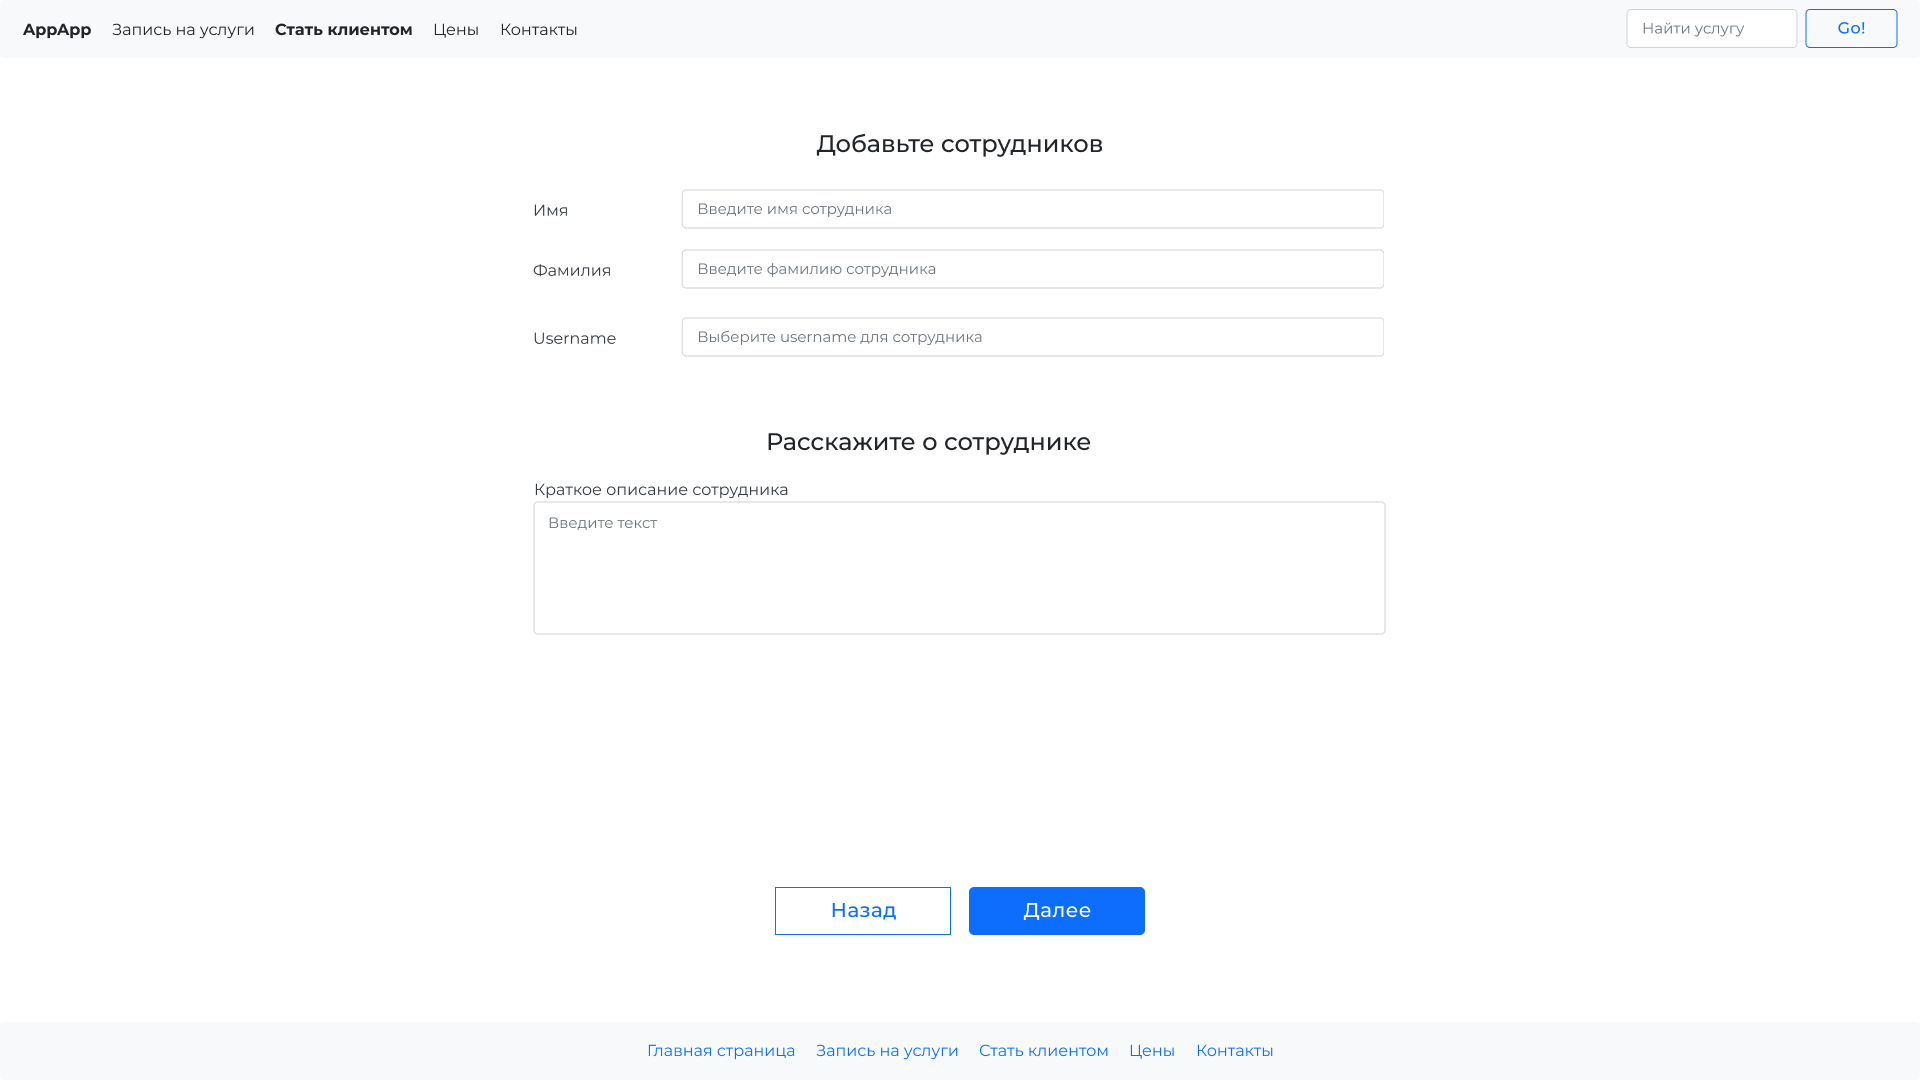 AppApp Запись на услуги Стать клиентом Цены Контакты Найти услугу Go!
Добавьте сотрудников
Имя Введите имя сотрудника
Фамилия Введите фамилию сотрудника
Username Выберите username для сотрудника
Расскажите о сотруднике
Краткое описание сотрудника
Введите текст
Назад Далее
Главная страница Запись на услуги Стать клиентом Цены Контакты